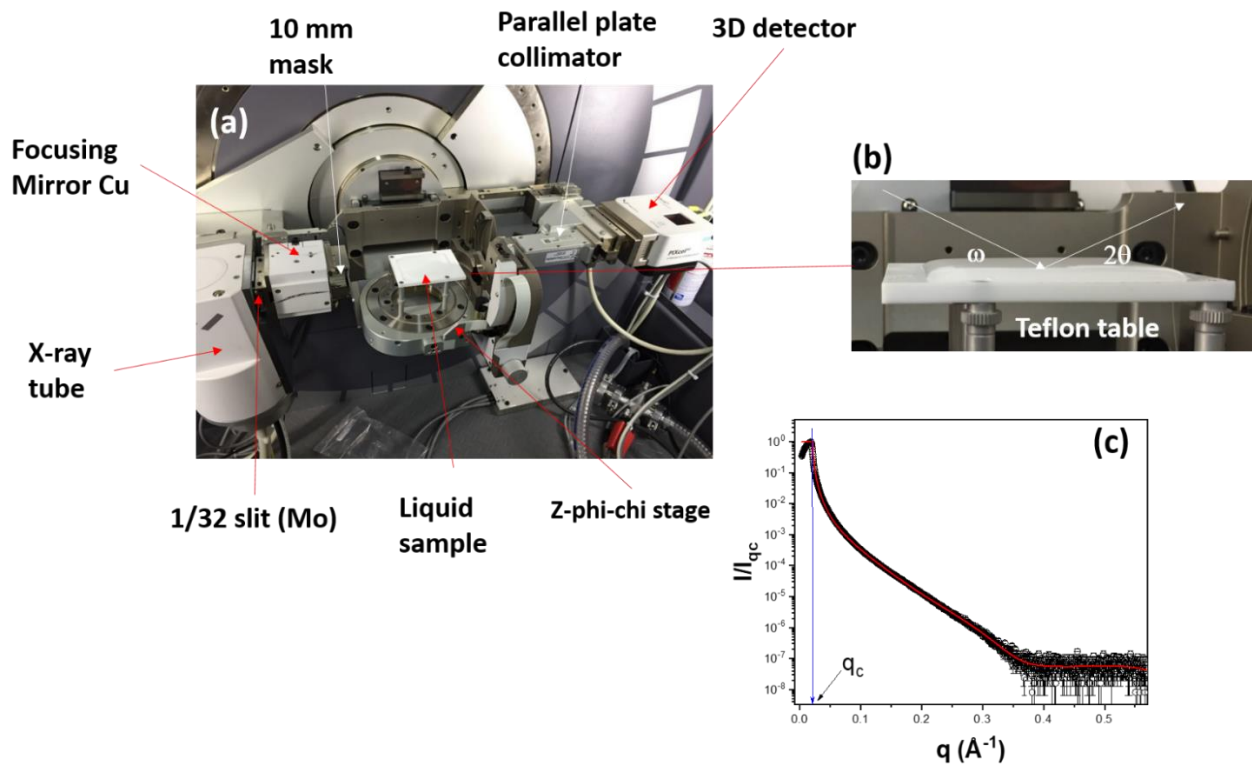 10 mm
mask
Parallel plate
collimator
3D detector
(a)
Focusing
Mirror Cu
X-ray
tube
1/32 slit (Mo)
Liquid
sample
Z-phi-chi stage
(b)
ω
2θ
Teflon table
(c)
I/I_qc
10⁰
10⁻¹
10⁻²
10⁻³
10⁻⁴
10⁻⁵
10⁻⁶
10⁻⁷
10⁻⁸
q_c
0.0 0.1 0.2 0.3 0.4 0.5
q (Å⁻¹)